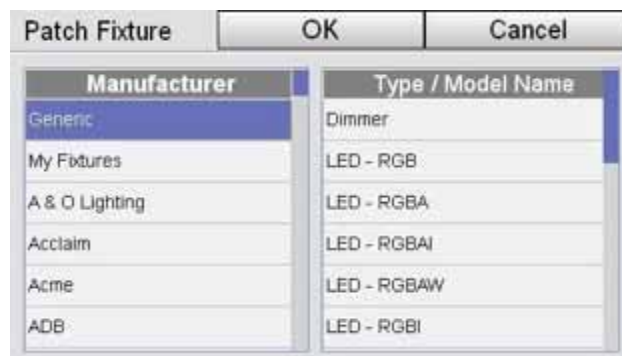 Patch Fixture OK Cancel
Manufacturer
Generic
My Fixtures
A & O Lighting
Acclaim
Acme
ADB
Type / Model Name
Dimmer
LED - RGB
LED - RGBA
LED - RGBAI
LED - RGBAW
LED - RGBI